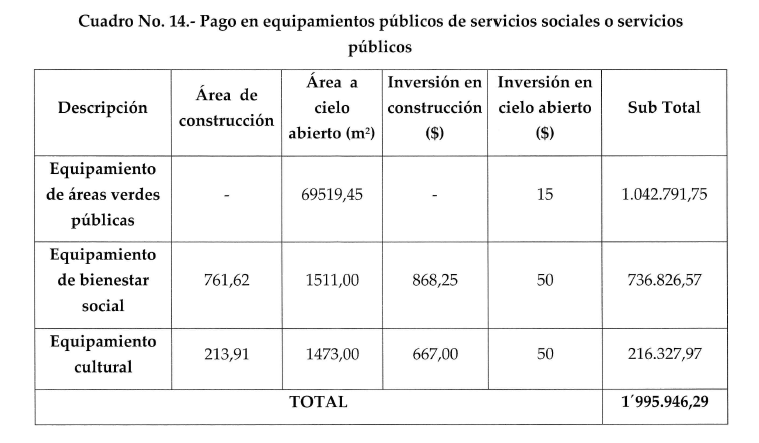 Cuadro No. 14.- Pago en equipamientos públicos de servicios sociales o servicios
públicos
Descripción
Área de
construcción
Área a
cielo
abierto (m²)
Inversión en
construcción
($)
Inversión en
cielo abierto
($)
Sub Total
Equipamiento
de áreas verdes
públicas
-
69519,45
-
15
1.042.791,75
Equipamiento
de bienestar
social
761,62
1511,00
868,25
50
736.826,57
Equipamiento
cultural
213,91
1473,00
667,00
50
216.327,97
TOTAL
1´995.946,29